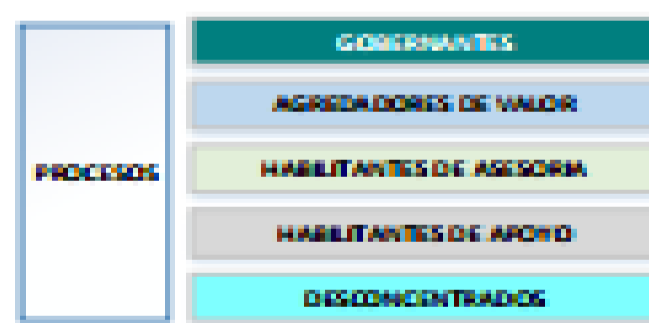 PROCESOS
GOBERNANTES
AGREGADORES DE VALOR
HABILITANTES DE ASESORIA
HABILITANTES DE APOYO
DESCONCENTRADOS